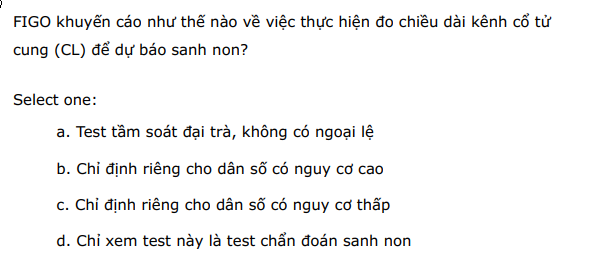 FIGO khuyến cáo như thế nào về việc thực hiện đo chiều dài kênh cổ tử
cung (CL) để dự báo sanh non?
Select one:
a. Test tầm soát đại trà, không có ngoại lệ
b. Chỉ định riêng cho dân số có nguy cơ cao
c. Chỉ định riêng cho dân số có nguy cơ thấp
d. Chỉ xem test này là test chẩn đoán sanh non